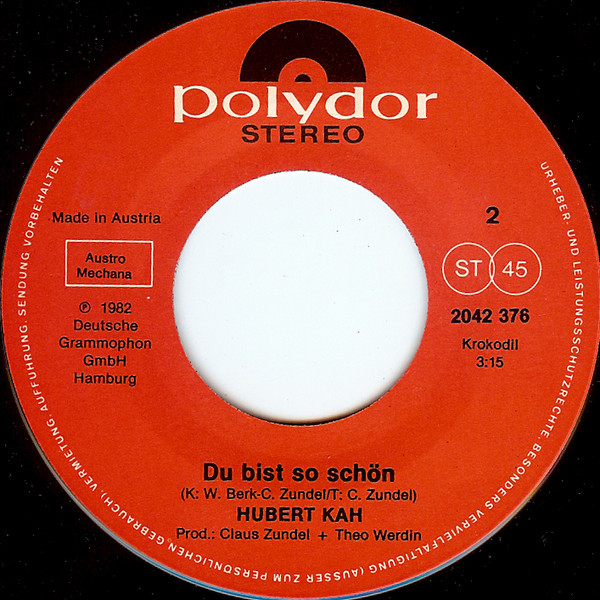 polydor
STEREO
Made in Austria
2
Austro
Mechana
ST 45
℗ 1982
Deutsche
Grammophon
GmbH
Hamburg
2042 376
Krokodil
3:15
Du bist so schön
(K: W. Berk-C. Zundel/T: C. Zundel)
HUBERT KAH
Prod.: Claus Zundel + Theo Werdin
URHEBER- UND LEISTUNGSSCHUTZRECHTE, BESONDERS VERVIELFÄLTIGUNG (AUSSER ZUM PERSÖNLICHEN GEBRAUCH) VERMIETUNG, AUFFÜHRUNG, SENDUNG VORBEHALTEN